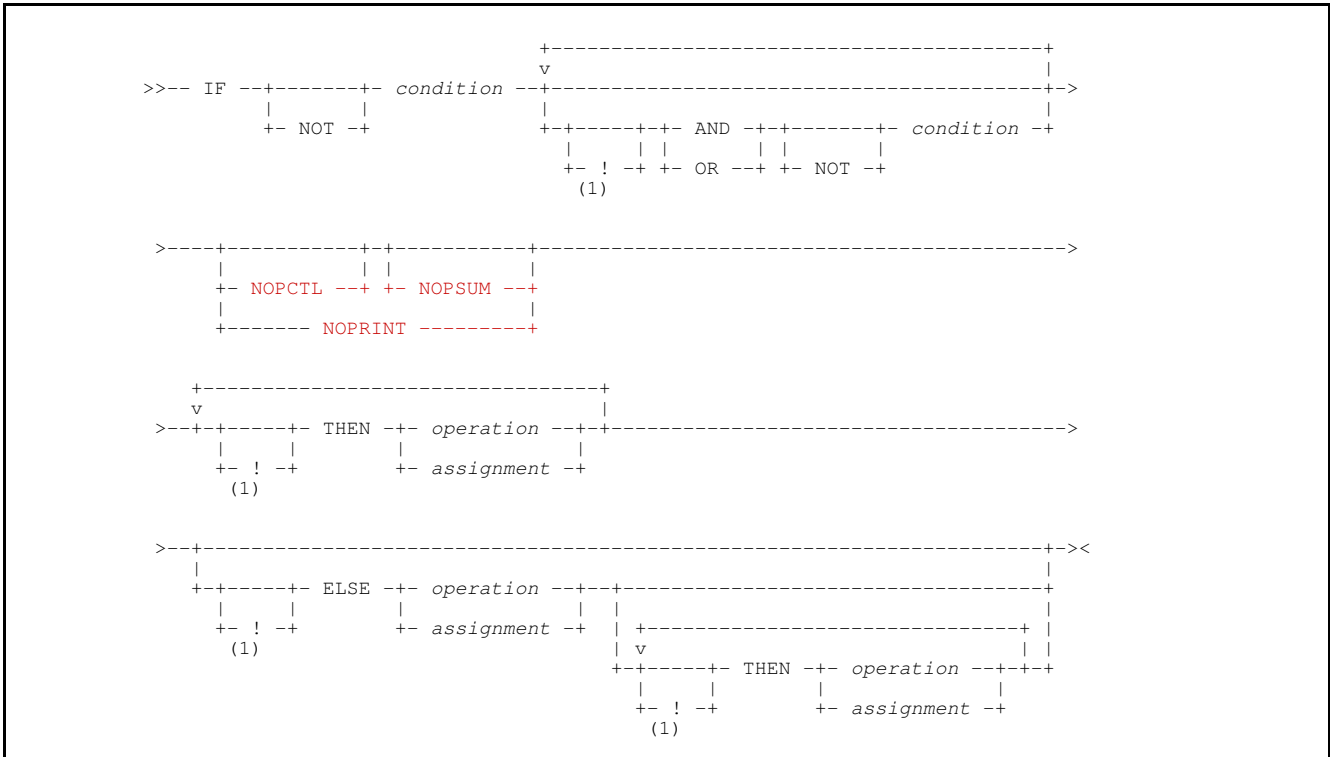 +----------------------------------------+
                                                  v                                        |
>>-- IF --+-------+- condition --+----------------------------------------+->
          |       |              |                                        |
          +- NOT -+              +-+-----+-+- AND -+-+-------+- condition -+
                                   |     | |       | |       |
                                   +- ! -+ +- OR --+ +- NOT -+
                                    (1)
>----+-----------+-+-----------+-------------------------------------------->
     |           | |           |
     +- NOPCTL --+ +- NOPSUM --+
     |                         |
     +------- NOPRINT ---------+
   +--------------------------------+
   v                                |
>--+-+-----+- THEN -+- operation --+-+-------------------------------------->
     |     |        |              |
     +- ! -+        +- assignment -+
      (1)
>--+-------------------------------------------------------------------+-><
   |                                                                   |
   +-+-----+- ELSE -+- operation --+--+----------------------------------+
     |     |        |              |  |                                  |
     +- ! -+        +- assignment -+  | +------------------------------+ |
      (1)                             | v                              | |
                                      +-+-----+- THEN -+- operation --+-+-+
                                        |     |        |              |
                                        +- ! -+        +- assignment -+
                                         (1)